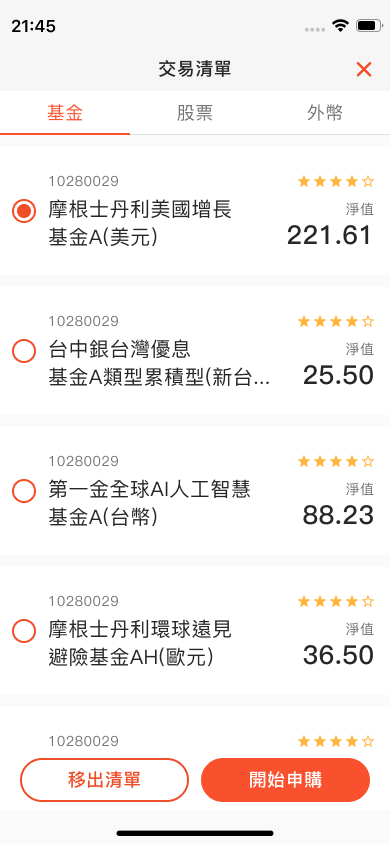 21:45
交易清單
基金
股票
外幣
10280029
摩根士丹利美國增長
基金A(美元)
淨值
221.61
10280029
台中銀台灣優息
基金A類型累積型(新台...
淨值
25.50
10280029
第一金全球AI人工智慧
基金A(台幣)
淨值
88.23
10280029
摩根士丹利環球遠見
避險基金AH(歐元)
淨值
36.50
10280029
移出清單
開始申購